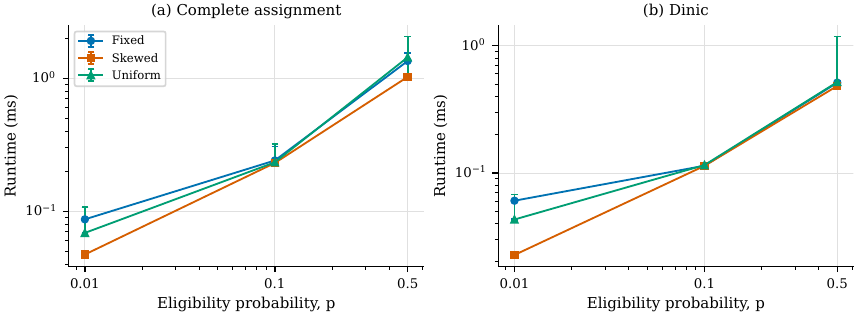 (a) Complete assignment
Runtime (ms)
10⁰
10⁻¹
Fixed
Skewed
Uniform
0.01
0.1
0.5
Eligibility probability, p
(b) Dinic
Runtime (ms)
10⁰
10⁻¹
0.01
0.1
0.5
Eligibility probability, p